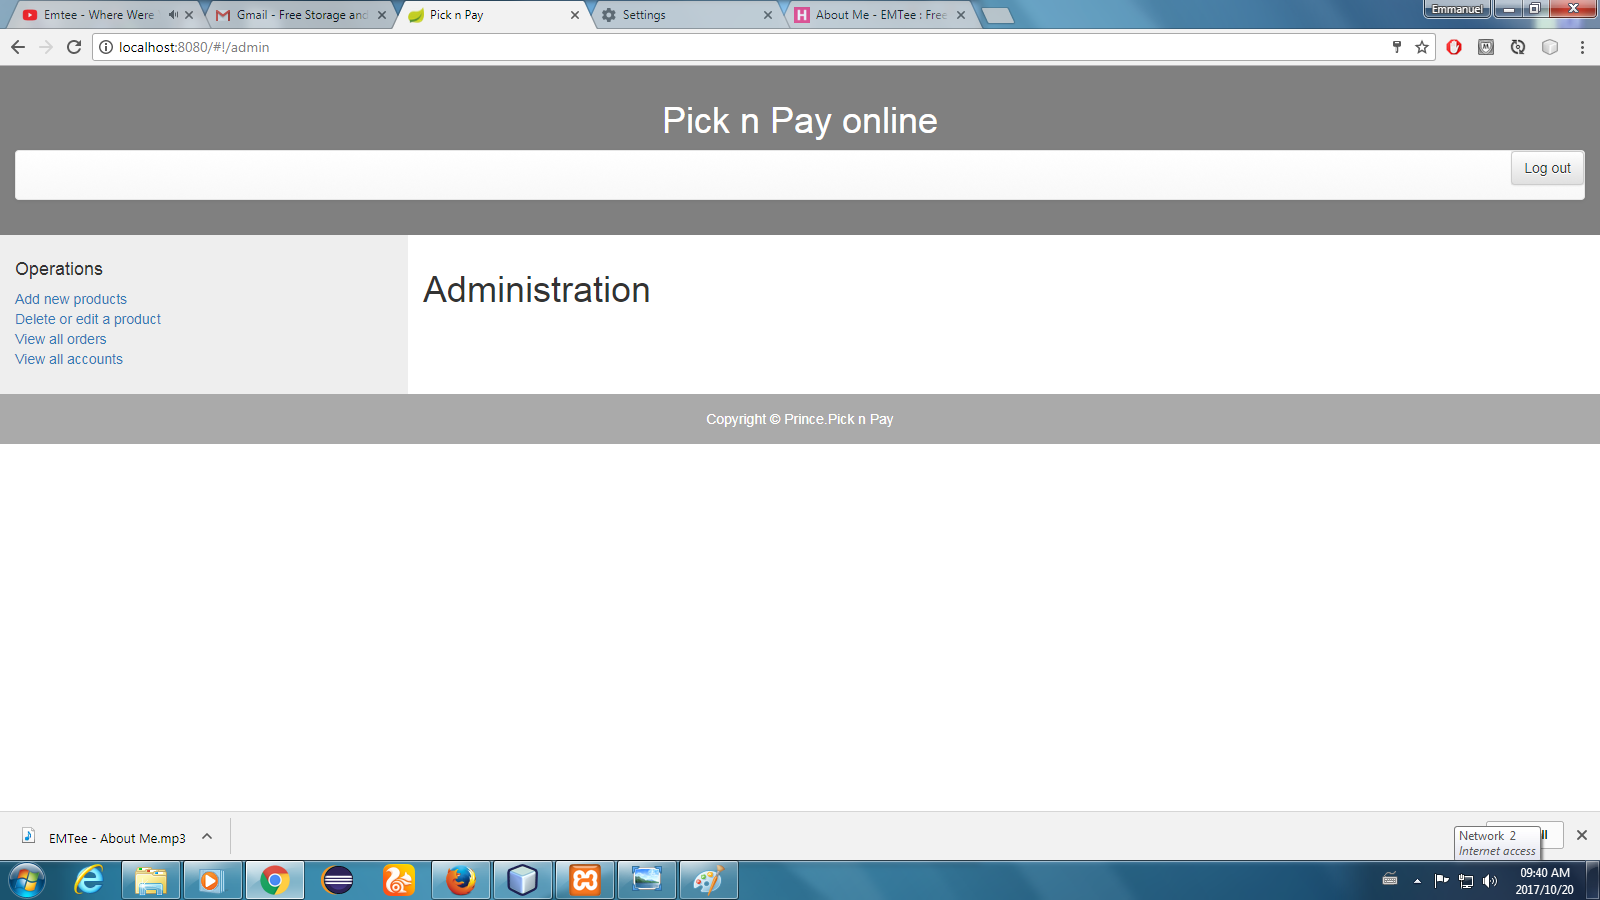 Emtee - Where Were
Gmail - Free Storage and
Pick n Pay
Settings
About Me - EMTee : Free
Emmanuel
localhost:8080/#!/admin
Pick n Pay online
Log out
Operations
Add new products
Delete or edit a product
View all orders
View all accounts
Administration
Copyright © Prince.Pick n Pay
EMTee - About Me.mp3
Network 2
Internet access
09:40 AM
2017/10/20